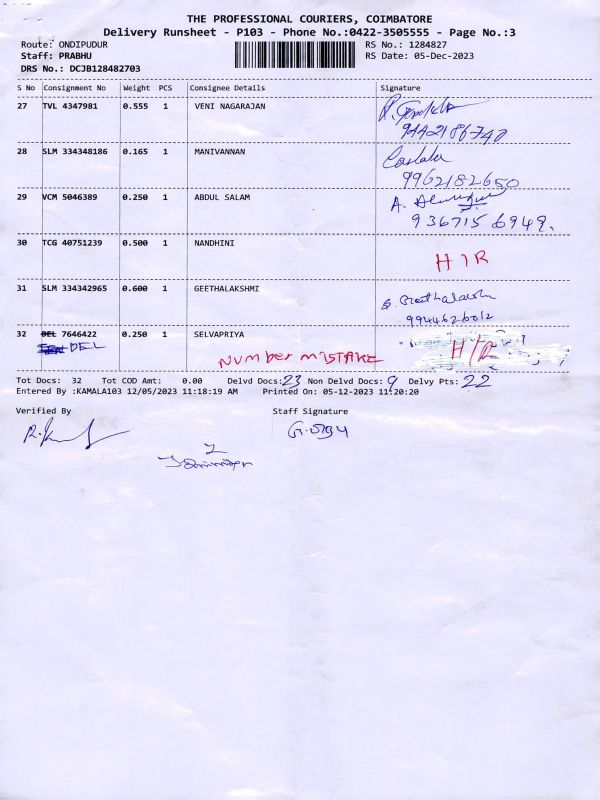 THE PROFESSIONAL COURIERS, COIMBATORE
Delivery Runsheet - P103 - Phone No.:0422-3505555 - Page No.:3
Route: ONDIPUDUR
RS No.: 1284827
Staff: PRABHU
RS Date: 05-Dec-2023
DRS No.: DCJB128482703
S No Consignment No Weight PCS Consignee Details Signature
27 TVL 4347981 0.555 1 VENI NAGARAJAN
9442186740
28 SLM 334348186 0.165 1 MANIVANNAN
9962182650
29 VCM 5046389 0.250 1 ABDUL SALAM
9367156949.
30 TCG 40751239 0.500 1 NANDHINI
H I R
31 SLM 334342965 0.600 1 GEETHALAKSHMI
9944626012
32 DEL 7646422 0.250 1 SELVAPRIYA
DEL
NUMber MISTAKE
Tot Docs: 32 Tot COD Amt: 0.00 Delvd Docs: 23 Non Delvd Docs: 9 Delvy Pts: 22
Entered By :KAMALA103 12/05/2023 11:18:19 AM Printed On: 05-12-2023 11:20:20
Verified By Staff Signature